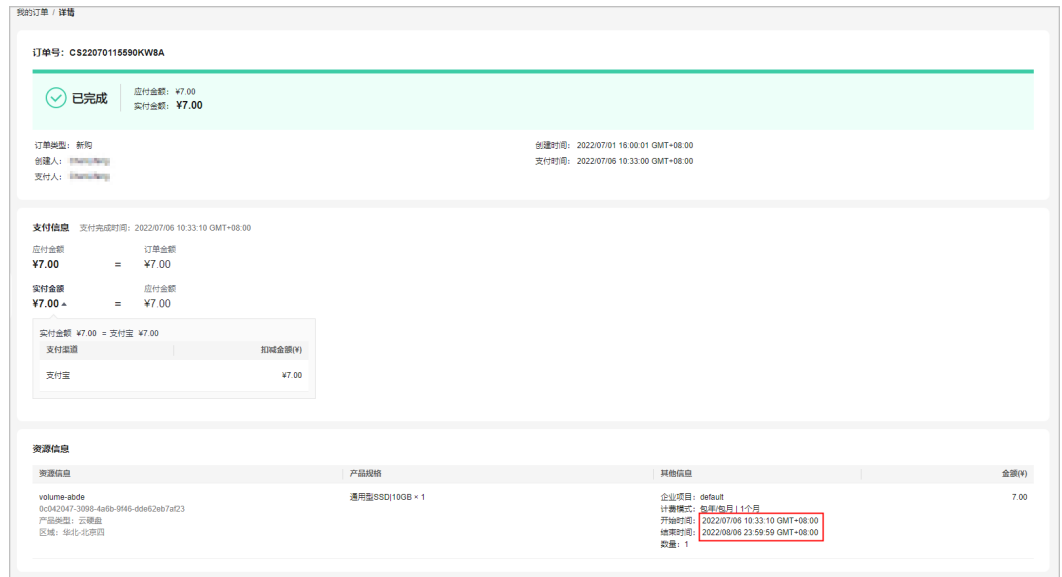 我的订单 / 详情
订单号：CS22070115590KW8A
已完成
应付金额：¥7.00
实付金额：¥7.00
订单类型：新购
创建时间：2022/07/01 16:00:01 GMT+08:00
创建人：
支付时间：2022/07/06 10:33:00 GMT+08:00
支付人：
支付信息 支付完成时间：2022/07/06 10:33:10 GMT+08:00
应付金额 订单金额
¥7.00 = ¥7.00
实付金额 应付金额
¥7.00 = ¥7.00
实付金额 ¥7.00 = 支付宝 ¥7.00
支付渠道 扣减金额(¥)
支付宝 ¥7.00
资源信息
资源信息 产品规格 其他信息 金额(¥)
volume-abde 通用型SSD|10GB × 1 企业项目：default 7.00
0c042047-3098-4a6b-9f46-dde62eb7af23 计费模式：包年/包月 | 1个月
产品类型：云硬盘 开始时间：2022/07/06 10:33:10 GMT+08:00
区域：华北-北京四 结束时间：2022/08/06 23:59:59 GMT+08:00
数量：1